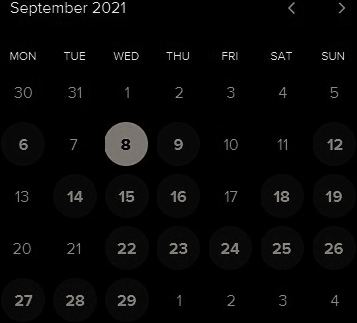 September 2021
MON TUE WED THU FRI SAT SUN
30 31 1 2 3 4 5
6 7 8 9 10 11 12
13 14 15 16 17 18 19
20 21 22 23 24 25 26
27 28 29 1 2 3 4